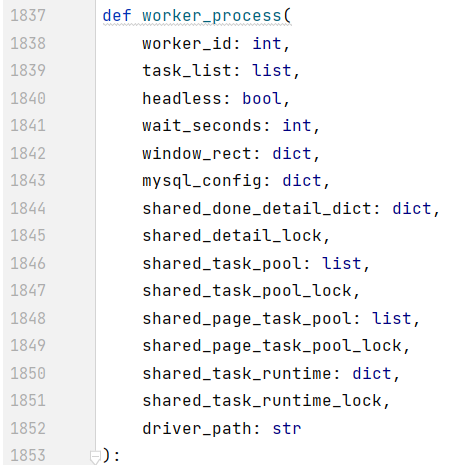 1837 def worker_process(
1838     worker_id: int,
1839     task_list: list,
1840     headless: bool,
1841     wait_seconds: int,
1842     window_rect: dict,
1843     mysql_config: dict,
1844     shared_done_detail_dict: dict,
1845     shared_detail_lock,
1846     shared_task_pool: list,
1847     shared_task_pool_lock,
1848     shared_page_task_pool: list,
1849     shared_page_task_pool_lock,
1850     shared_task_runtime: dict,
1851     shared_task_runtime_lock,
1852     driver_path: str
1853 ):